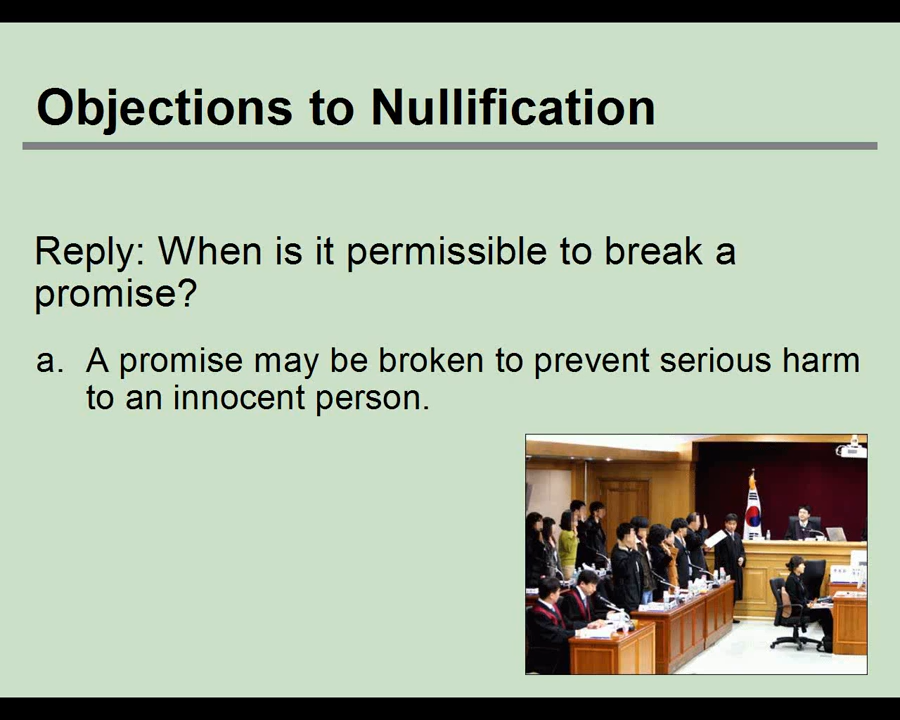 Objections to Nullification
Reply: When is it permissible to break a
promise?
a. A promise may be broken to prevent serious harm
to an innocent person.